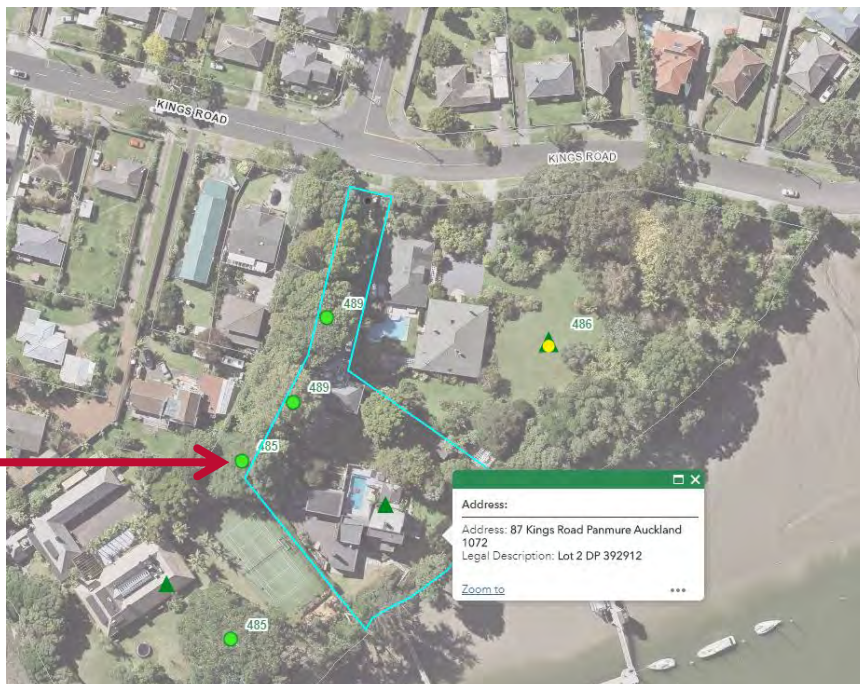 KINGS ROAD
KINGS ROAD
489
486
489
485
Address:
Address: 87 Kings Road Panmure Auckland
1072
Legal Description: Lot 2 DP 392912
Zoom to
485